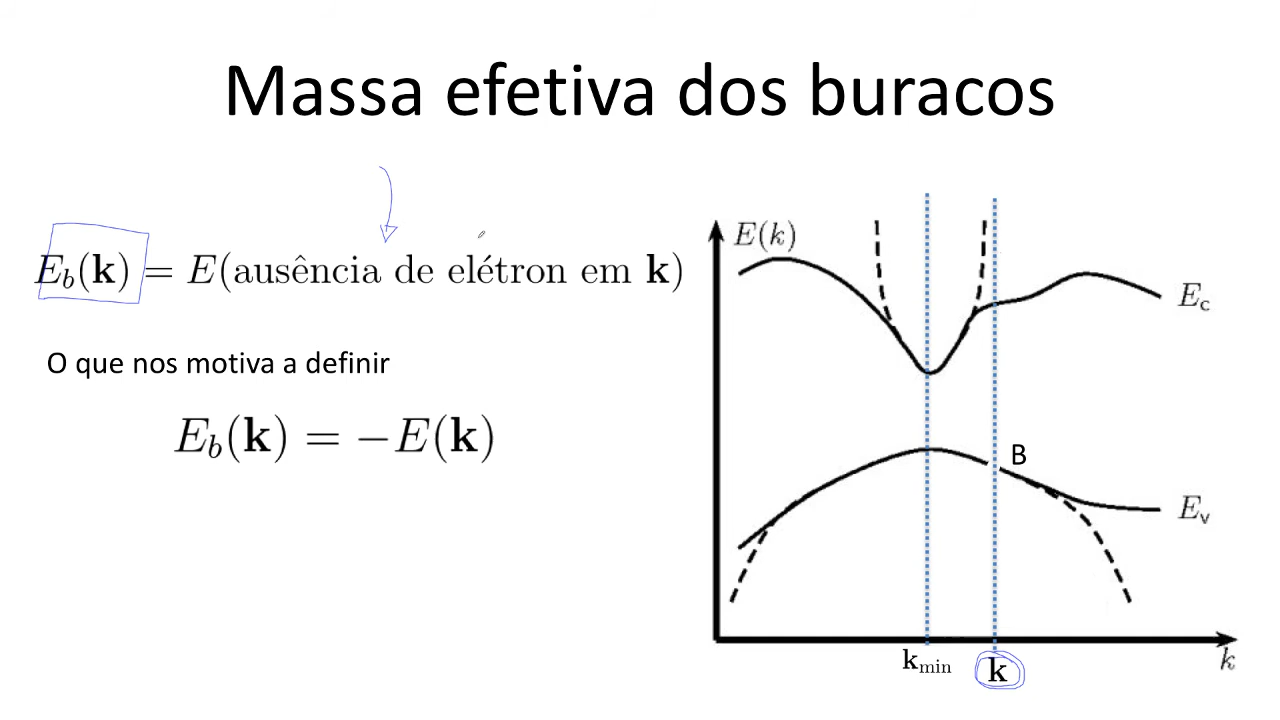 Massa efetiva dos buracos
E_b(k) = E(ausência de elétron em k)
O que nos motiva a definir
E_b(k) = −E(k)
E(k)
E_c
B
E_v
k_min
k
k